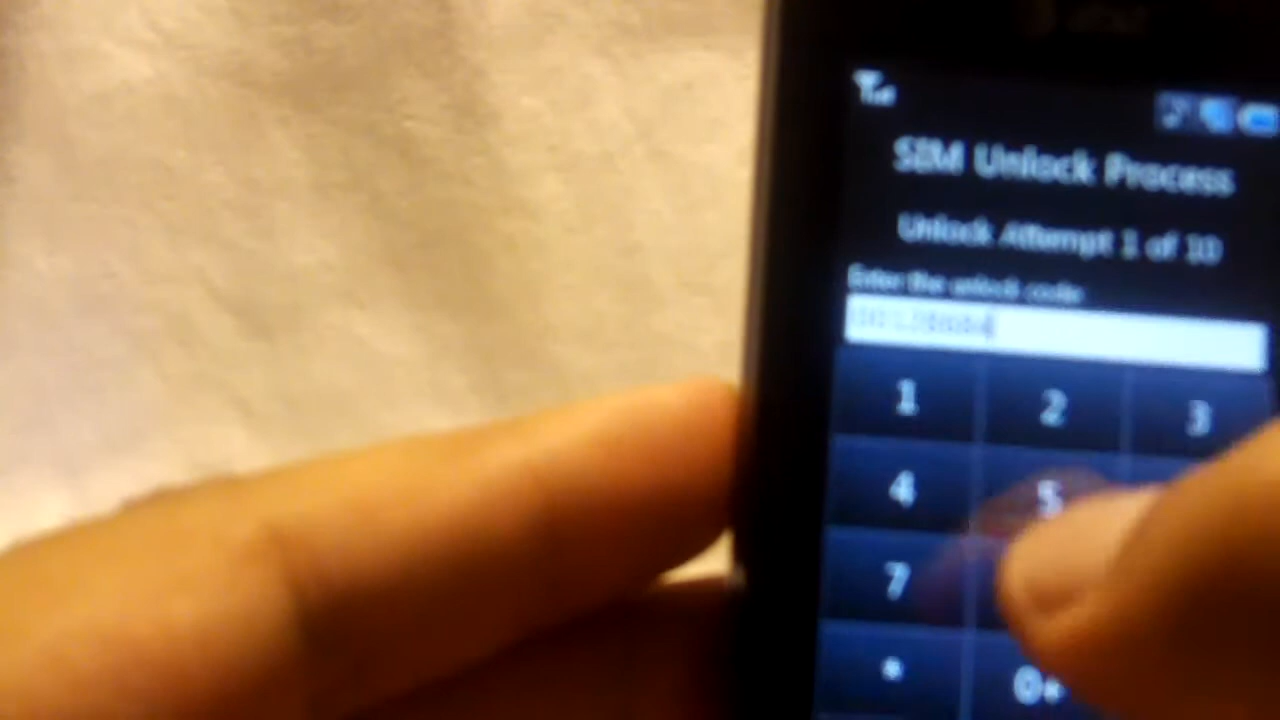 SIM Unlock Process
Unlock Attempt 1 of 10
Enter the unlock code:
1 2 3
4 5
7
* 0+